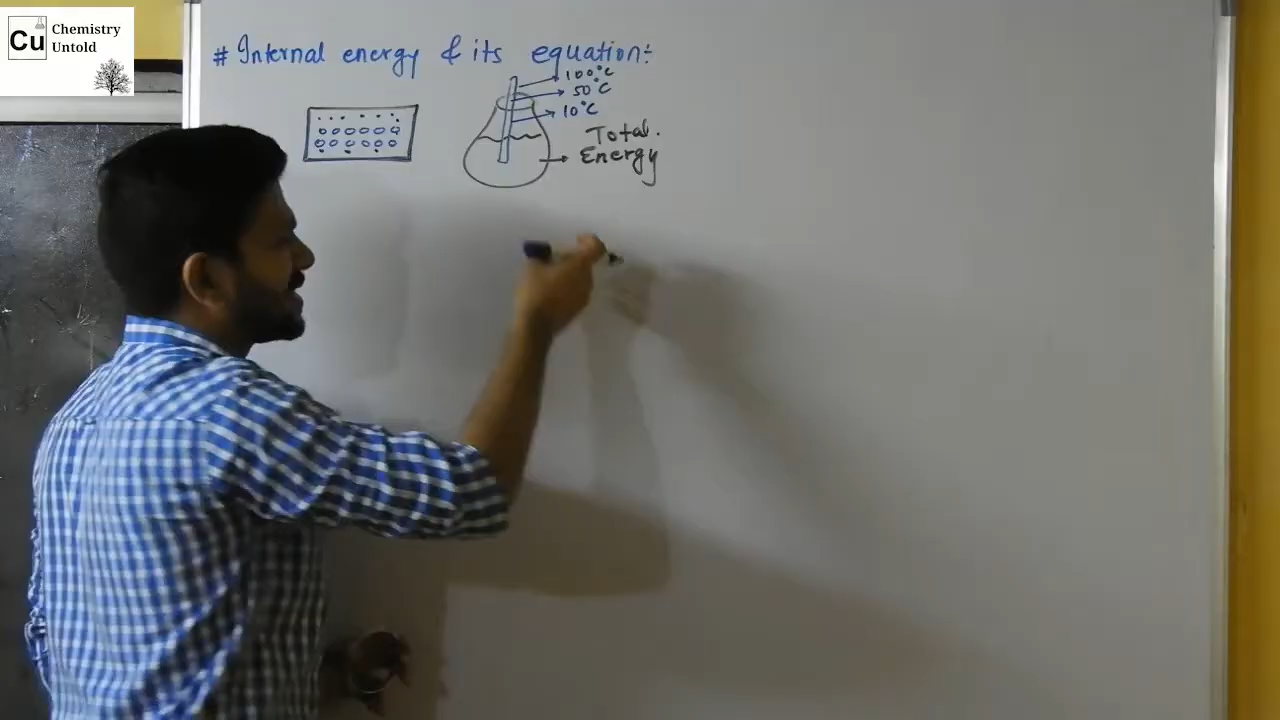 Cu
Chemistry
Untold
# Internal energy & its equation:-
100°C
50°C
10°C
Total.
Energy